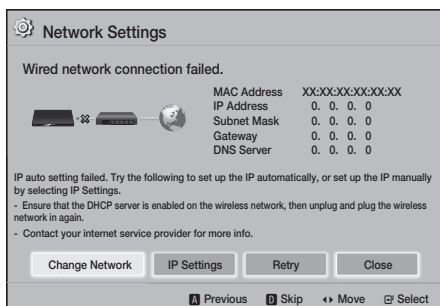 Network Settings
Wired network connection failed.
MAC Address XX:XX:XX:XX:XX:XX
IP Address 0. 0. 0. 0
Subnet Mask 0. 0. 0. 0
Gateway 0. 0. 0. 0
DNS Server 0. 0. 0. 0
IP auto setting failed. Try the following to set up the IP automatically, or set up the IP manually
by selecting IP Settings.
- Ensure that the DHCP server is enabled on the wireless network, then unplug and plug the wireless
network in again.
- Contact your internet service provider for more info.
Change Network IP Settings Retry Close
A Previous D Skip Move Select